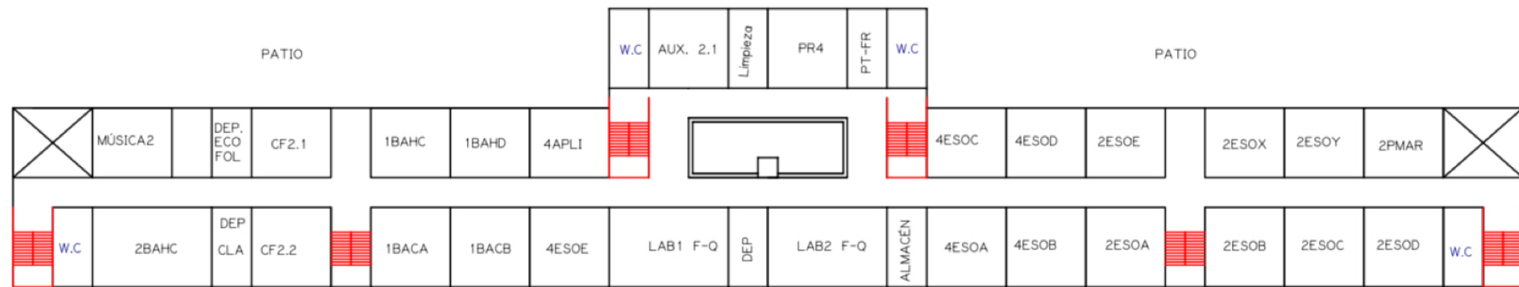 W.C
AUX. 2.1
Limpieza
PR4
PT-FR
W.C
PATIO
PATIO
MÚSICA2
DEP.
ECO
FOL
CF2.1
1BAHC
1BAHD
4APLI
4ESOC
4ESOD
2ESOE
2ESOX
2ESOY
2PMAR
W.C
2BAHC
DEP
CLA
CF2.2
1BACA
1BACB
4ESOE
LAB1 F-Q
DEP
LAB2 F-Q
ALMACÉN
4ESOA
4ESOB
2ESOA
2ESOB
2ESOC
2ESOD
W.C